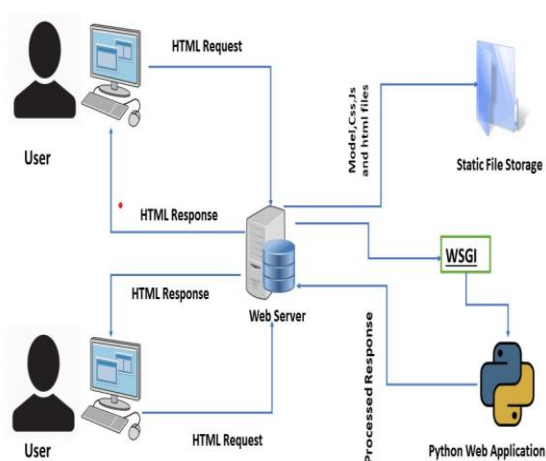 HTML Request
User
Model,Css,Js
and html files
Static File Storage
HTML Response
WSGI
HTML Response
Web Server
Processed Response
HTML Request
User
Python Web Application